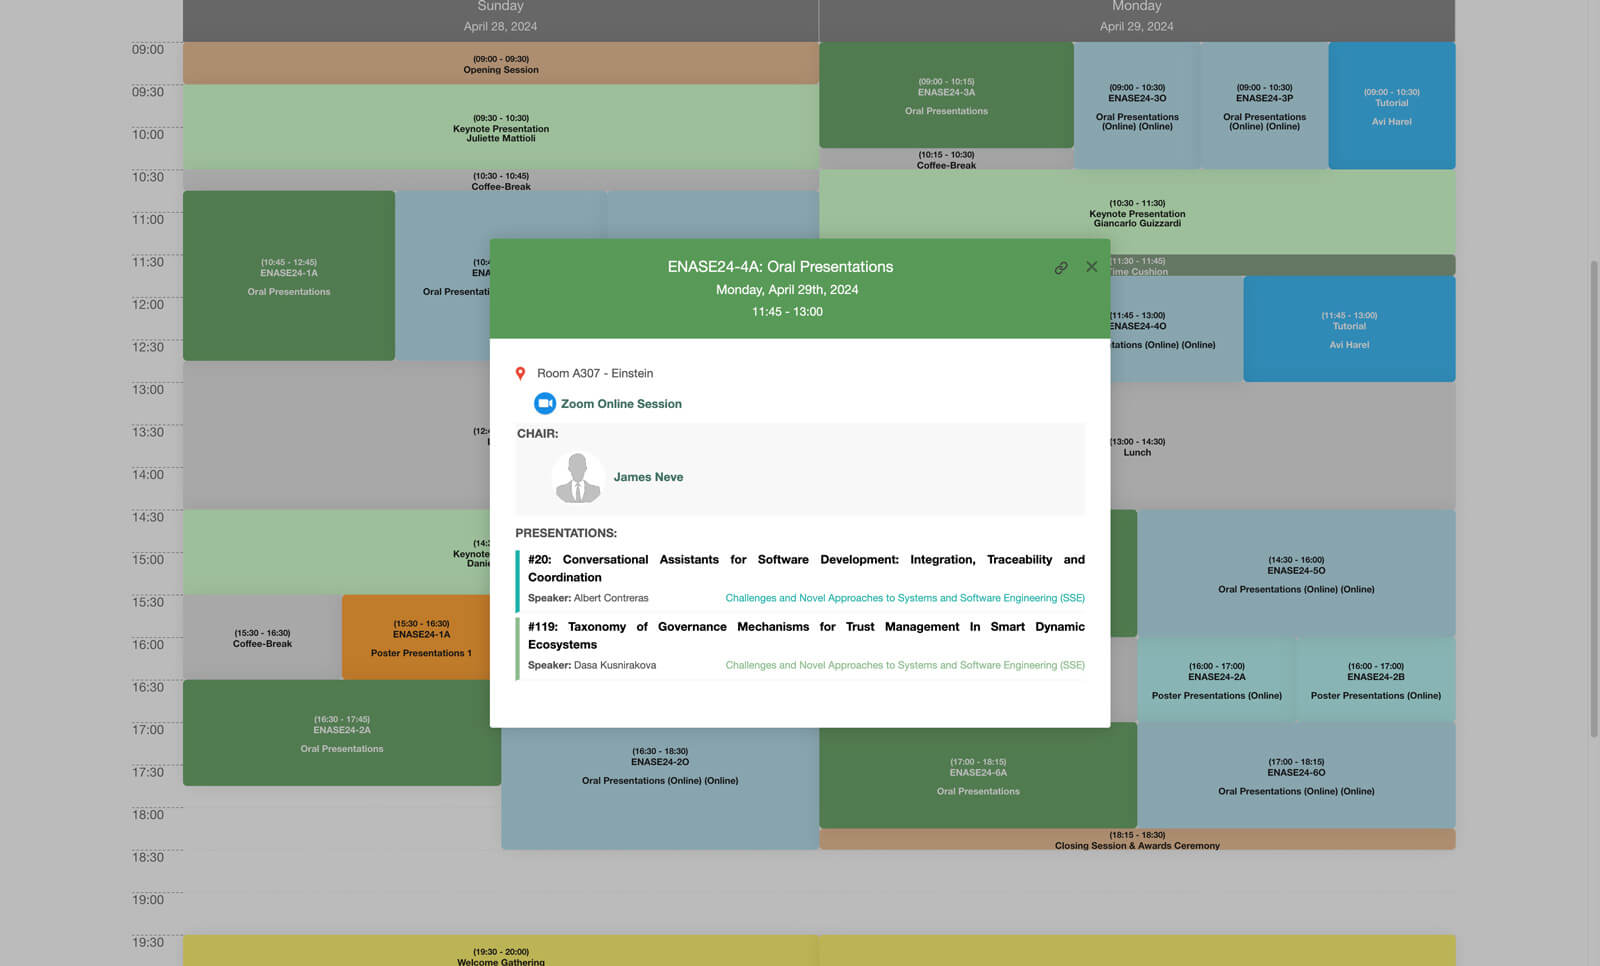 Sunday
April 28, 2024
Monday
April 29, 2024
09:00
09:30
10:00
10:30
11:00
11:30
12:00
12:30
13:00
13:30
14:00
14:30
15:00
15:30
16:00
16:30
17:00
17:30
18:00
18:30
19:00
19:30
(09:00 - 09:30)
Opening Session
(09:30 - 10:30)
Keynote Presentation
Juliette Mattioli
(10:30 - 10:45)
Coffee-Break
(10:45 - 12:45)
ENASE24-1A
Oral Presentations
(10:4
ENA
Oral Presentati
(12:4
(14:
Keynote
Danie
(15:30 - 16:30)
Coffee-Break
(15:30 - 16:30)
ENASE24-1A
Poster Presentations 1
(16:30 - 17:45)
ENASE24-2A
Oral Presentations
(16:30 - 18:30)
ENASE24-2O
Oral Presentations (Online) (Online)
(19:30 - 20:00)
Welcome Gathering
(09:00 - 10:15)
ENASE24-3A
Oral Presentations
(09:00 - 10:30)
ENASE24-3O
Oral Presentations
(Online) (Online)
(09:00 - 10:30)
ENASE24-3P
Oral Presentations
(Online) (Online)
(09:00 - 10:30)
Tutorial
Avi Harel
(10:15 - 10:30)
Coffee-Break
(10:30 - 11:30)
Keynote Presentation
Giancarlo Guizzardi
(11:30 - 11:45)
Time Cushion
(11:45 - 13:00)
ENASE24-4O
tations (Online) (Online)
(11:45 - 13:00)
Tutorial
Avi Harel
(13:00 - 14:30)
Lunch
(14:30 - 16:00)
ENASE24-5O
Oral Presentations (Online) (Online)
(16:00 - 17:00)
ENASE24-2A
Poster Presentations (Online)
(16:00 - 17:00)
ENASE24-2B
Poster Presentations (Online)
(17:00 - 18:15)
ENASE24-6A
Oral Presentations
(17:00 - 18:15)
ENASE24-6O
Oral Presentations (Online) (Online)
(18:15 - 18:30)
Closing Session & Awards Ceremony
ENASE24-4A: Oral Presentations
Monday, April 29th, 2024
11:45 - 13:00
Room A307 - Einstein
Zoom Online Session
CHAIR:
James Neve
PRESENTATIONS:
#20: Conversational Assistants for Software Development: Integration, Traceability and
Coordination
Speaker: Albert Contreras
Challenges and Novel Approaches to Systems and Software Engineering (SSE)
#119: Taxonomy of Governance Mechanisms for Trust Management In Smart Dynamic
Ecosystems
Speaker: Dasa Kusnirakova
Challenges and Novel Approaches to Systems and Software Engineering (SSE)